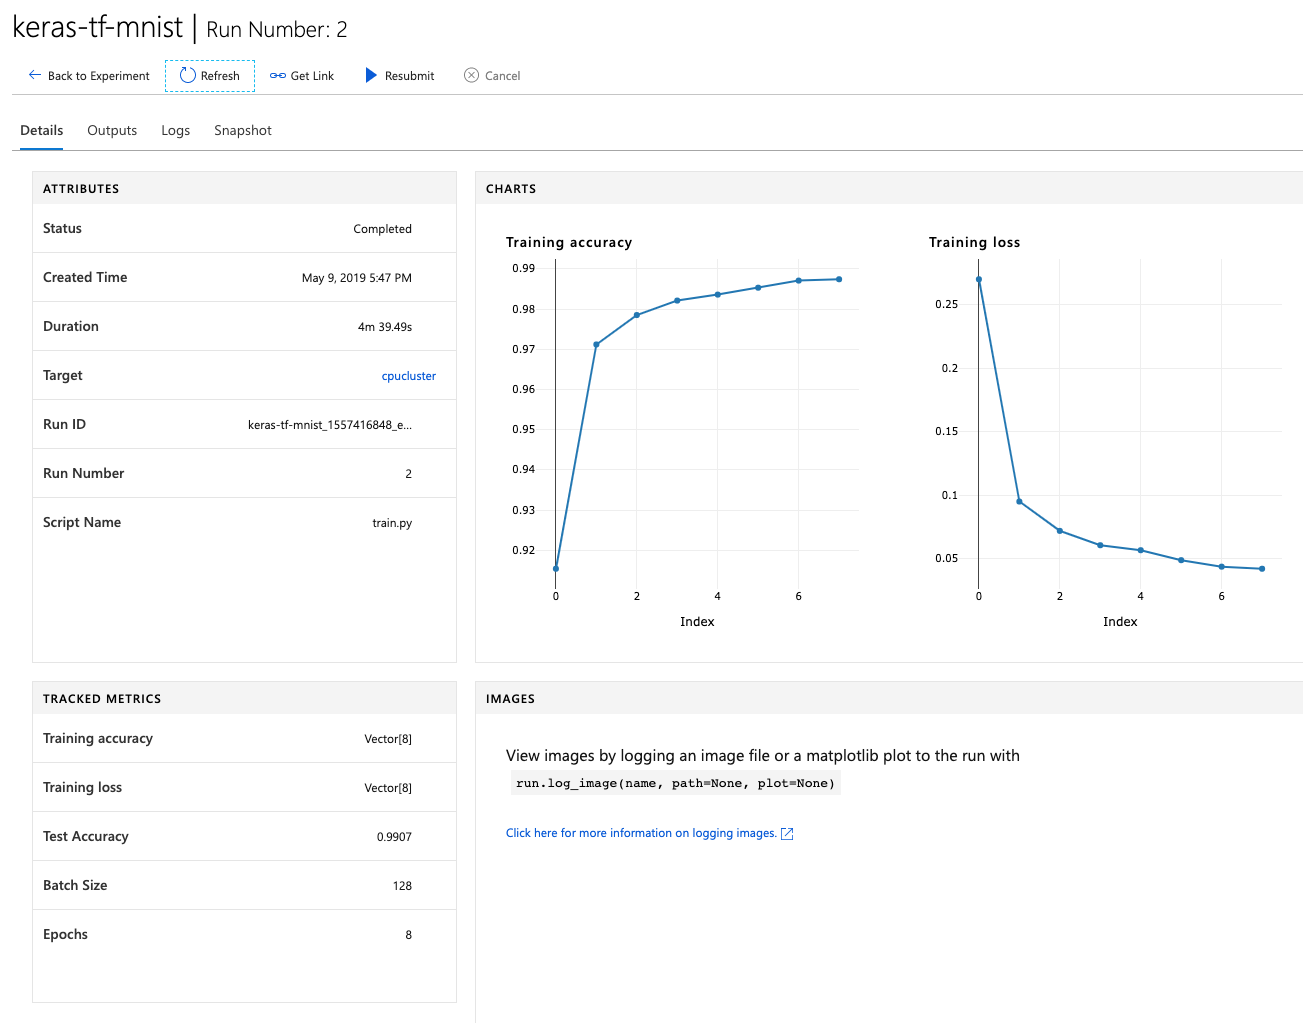 keras-tf-mnist | Run Number: 2
Back to Experiment Refresh Get Link Resubmit Cancel
Details Outputs Logs Snapshot
ATTRIBUTES
Status Completed
Created Time May 9, 2019 5:47 PM
Duration 4m 39.49s
Target cpucluster
Run ID keras-tf-mnist_1557416848_e...
Run Number 2
Script Name train.py
CHARTS
Training accuracy
0.99
0.98
0.97
0.96
0.95
0.94
0.93
0.92
0 2 4 6
Index
Training loss
0.25
0.2
0.15
0.1
0.05
0 2 4 6
Index
TRACKED METRICS
Training accuracy Vector[8]
Training loss Vector[8]
Test Accuracy 0.9907
Batch Size 128
Epochs 8
IMAGES
View images by logging an image file or a matplotlib plot to the run with
run.log_image(name, path=None, plot=None)
Click here for more information on logging images.